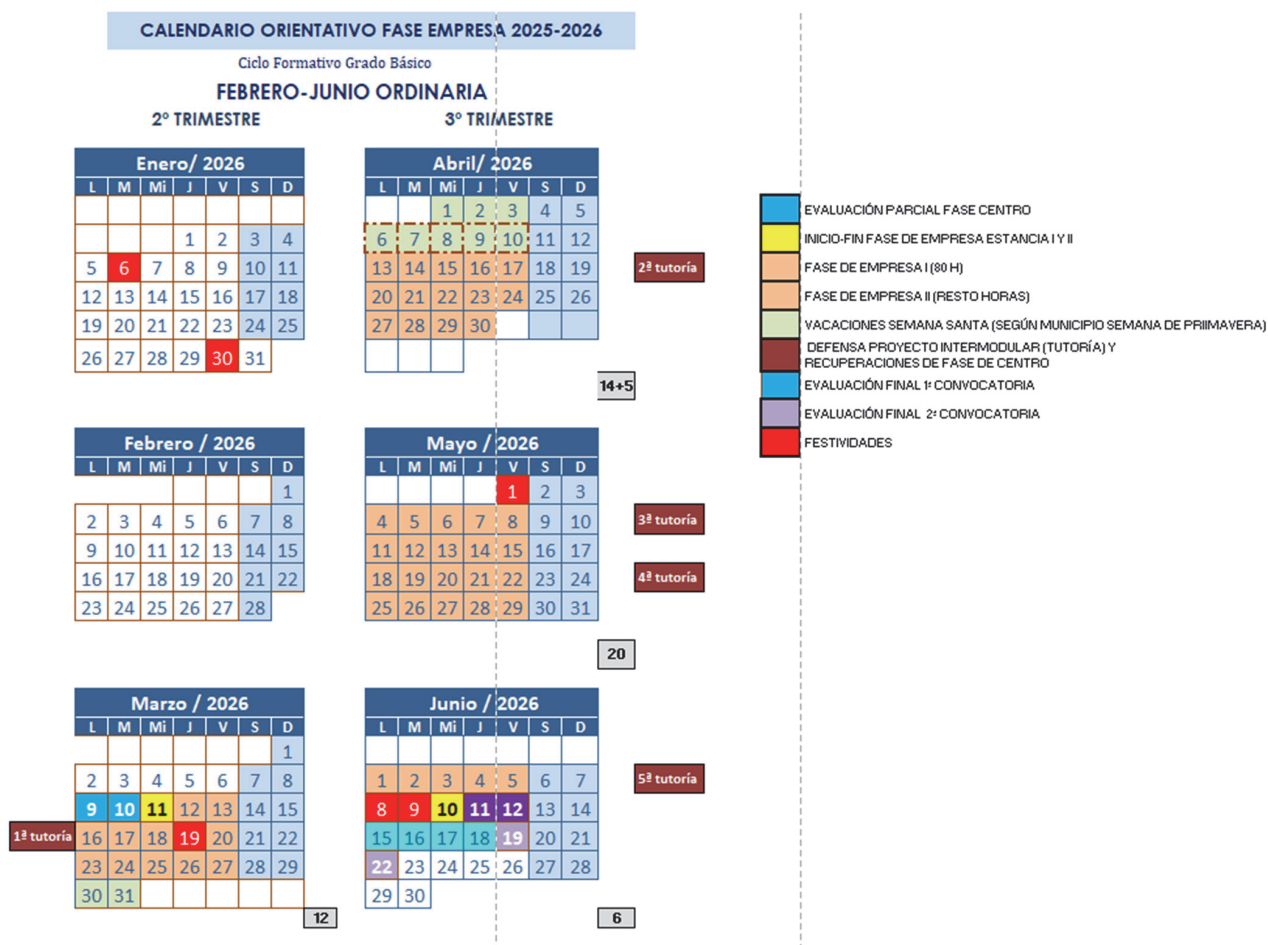 CALENDARIO ORIENTATIVO FASE EMPRESA 2025-2026
Ciclo Formativo Grado Básico
FEBRERO-JUNIO ORDINARIA
2º TRIMESTRE
3º TRIMESTRE
Enero/ 2026
L M Mi J V S D
1 2 3 4
5 6 7 8 9 10 11
12 13 14 15 16 17 18
19 20 21 22 23 24 25
26 27 28 29 30 31
Abril/ 2026
L M Mi J V S D
1 2 3 4 5
6 7 8 9 10 11 12
13 14 15 16 17 18 19
2ª tutoría
20 21 22 23 24 25 26
27 28 29 30
14+5
Febrero / 2026
L M Mi J V S D
1
2 3 4 5 6 7 8
9 10 11 12 13 14 15
16 17 18 19 20 21 22
23 24 25 26 27 28
Mayo / 2026
L M Mi J V S D
1 2 3
4 5 6 7 8 9 10
3ª tutoría
11 12 13 14 15 16 17
18 19 20 21 22 23 24
4ª tutoría
25 26 27 28 29 30 31
20
Marzo / 2026
L M Mi J V S D
1
2 3 4 5 6 7 8
9 10 11 12 13 14 15
1ª tutoría
16 17 18 19 20 21 22
23 24 25 26 27 28 29
30 31
12
Junio / 2026
L M Mi J V S D
1 2 3 4 5 6 7
5ª tutoría
8 9 10 11 12 13 14
15 16 17 18 19 20 21
22 23 24 25 26 27 28
29 30
6
EVALUACIÓN PARCIAL FASE CENTRO
INICIO-FIN FASE DE EMPRESA ESTANCIA I Y II
FASE DE EMPRESA I (80 H)
FASE DE EMPRESA II (RESTO HORAS)
VACACIONES SEMANA SANTA (SEGÚN MUNICIPIO SEMANA DE PRIIMAVERA)
DEFENSA PROYECTO INTERMODULAR (TUTORÍA) Y
RECUPERACIONES DE FASE DE CENTRO
EVALUACIÓN FINAL 1ª CONVOCATORIA
EVALUACIÓN FINAL 2ª CONVOCATORIA
FESTIVIDADES